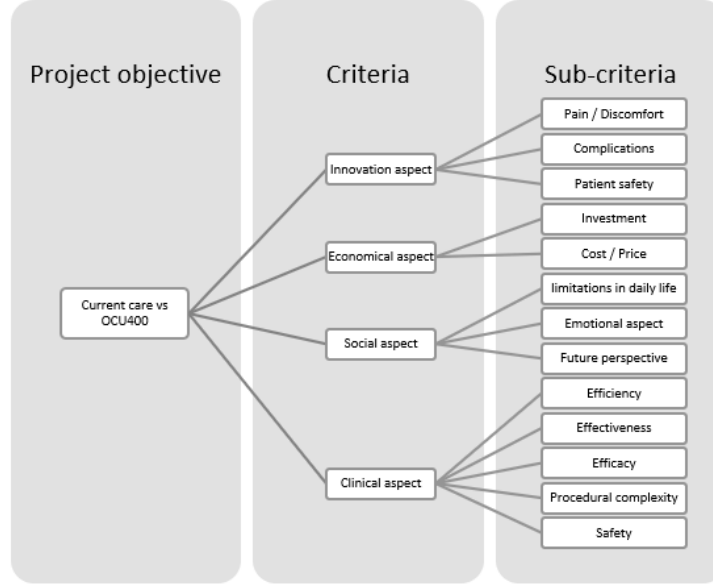 Project objective
Criteria
Sub-criteria
Current care vs
OCU400
Innovation aspect
Economical aspect
Social aspect
Clinical aspect
Pain / Discomfort
Complications
Patient safety
Investment
Cost / Price
limitations in daily life
Emotional aspect
Future perspective
Efficiency
Effectiveness
Efficacy
Procedural complexity
Safety